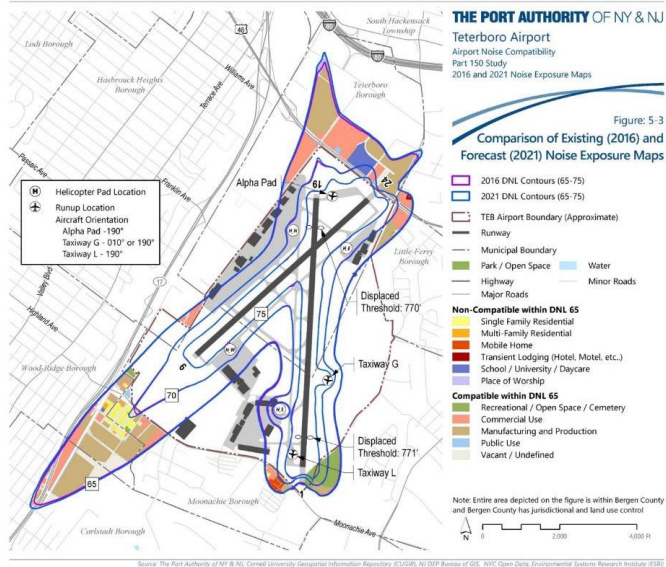 THE PORT AUTHORITY OF NY & NJ
Teterboro Airport
Airport Noise Compatibility
Part 150 Study
2016 and 2021 Noise Exposure Maps
Figure: 5-3
Comparison of Existing (2016) and
Forecast (2021) Noise Exposure Maps
2016 DNL Contours (65-75)
2021 DNL Contours (65-75)
TEB Airport Boundary (Approximate)
Runway
Municipal Boundary
Park / Open Space
Water
Highway
Minor Roads
Major Roads
Non-Compatible within DNL 65
Single Family Residential
Multi-Family Residential
Mobile Home
Transient Lodging (Hotel, Motel, etc..)
School / University / Daycare
Place of Worship
Compatible within DNL 65
Recreational / Open Space / Cemetery
Commercial Use
Manufacturing and Production
Public Use
Vacant / Undefined
Note: Entire area depicted on the figure is within Bergen County
and Bergen County has jurisdictional and land use control
N
0
2,000
4,000 Ft
South Hackensack
Township
46
Lodi Borough
Hasbrouck Heights
Borough
Williams Ave
Terrace Ave
Teterboro
Borough
Passaic Ave
Franklin Ave
Alpha Pad
19
24
H
Helicopter Pad Location
Runup Location
Aircraft Orientation
Alpha Pad -190°
Taxiway G - 010° or 190°
Taxiway L - 190°
Little Ferry
Borough
Valley Blvd
17
Highland Ave
75
Displaced
Threshold: 770'
6
Wood-Ridge Borough
70
Taxiway G
Displaced
Threshold: 771'
Taxiway L
65
1
Moonachie Borough
Moonachie Ave
Carlstadt Borough
Source: The Port Authority of NY & NJ, Cornell University Geospatial Information Repository (CUGIR), NJ DEP Bureau of GIS, NYC Open Data, Environmental Systems Research Institute (ESRI)